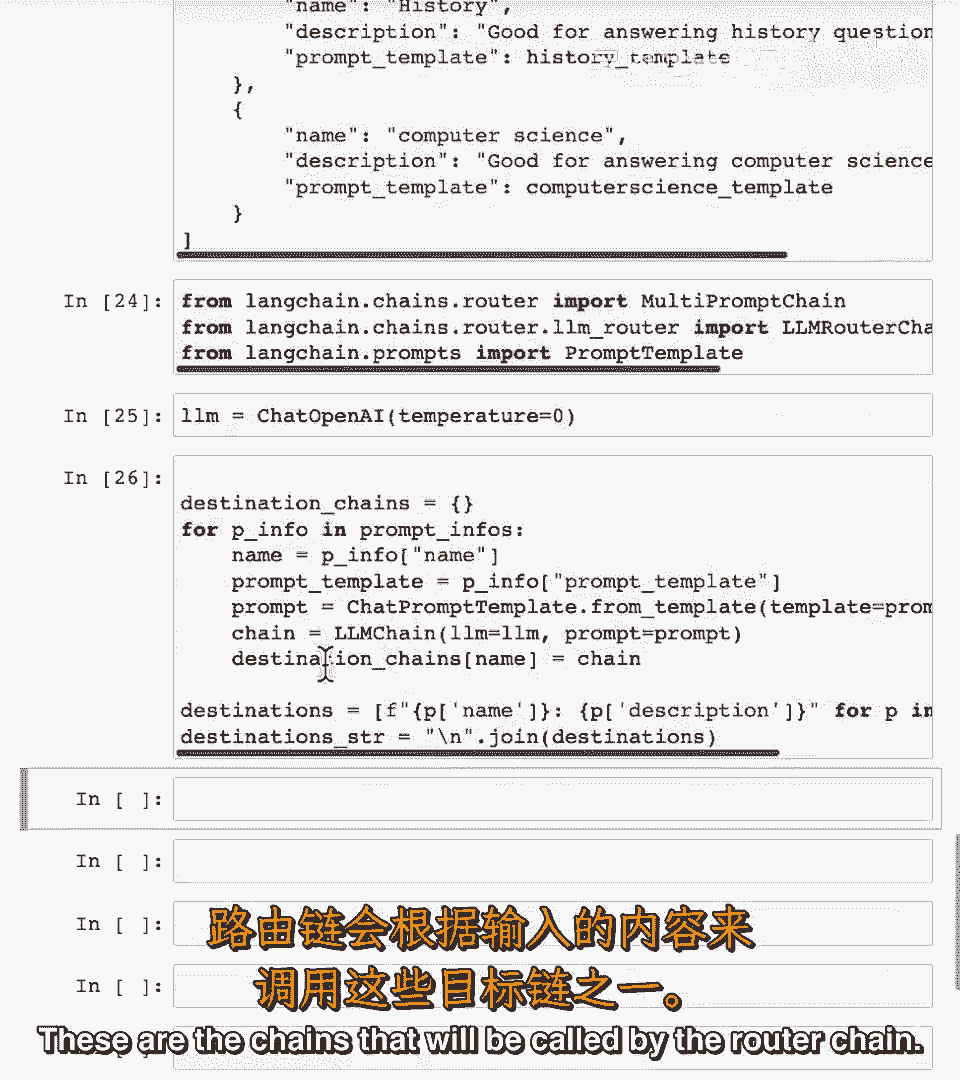 "name": "History",
"description": "Good for answering history question
"prompt_template": history_template
},
{
"name": "computer science",
"description": "Good for answering computer science
"prompt_template": computerscience_template
}
]
In [24]: from langchain.chains.router import MultiPromptChain
from langchain.chains.router.llm_router import LLMRouterCha
from langchain.prompts import PromptTemplate
In [25]: llm = ChatOpenAI(temperature=0)
In [26]:
destination_chains = {}
for p_info in prompt_infos:
name = p_info["name"]
prompt_template = p_info["prompt_template"]
prompt = ChatPromptTemplate.from_template(template=prom
chain = LLMChain(llm=llm, prompt=prompt)
destination_chains[name] = chain
destinations = [f"{p['name']}: {p['description']}" for p in
destinations_str = "\n".join(destinations)
In [ ]:
In [ ]:
In [ ]:
路由链会根据输入的内容来
In [ ]:
调用这些目标链之一。
These are the chains that will be called by the router chain.